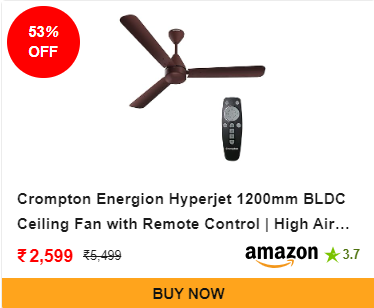 53%
OFF
Crompton Energion Hyperjet 1200mm BLDC
Ceiling Fan with Remote Control | High Air...
₹ 2,599 ₹5,499 amazon 3.7
BUY NOW